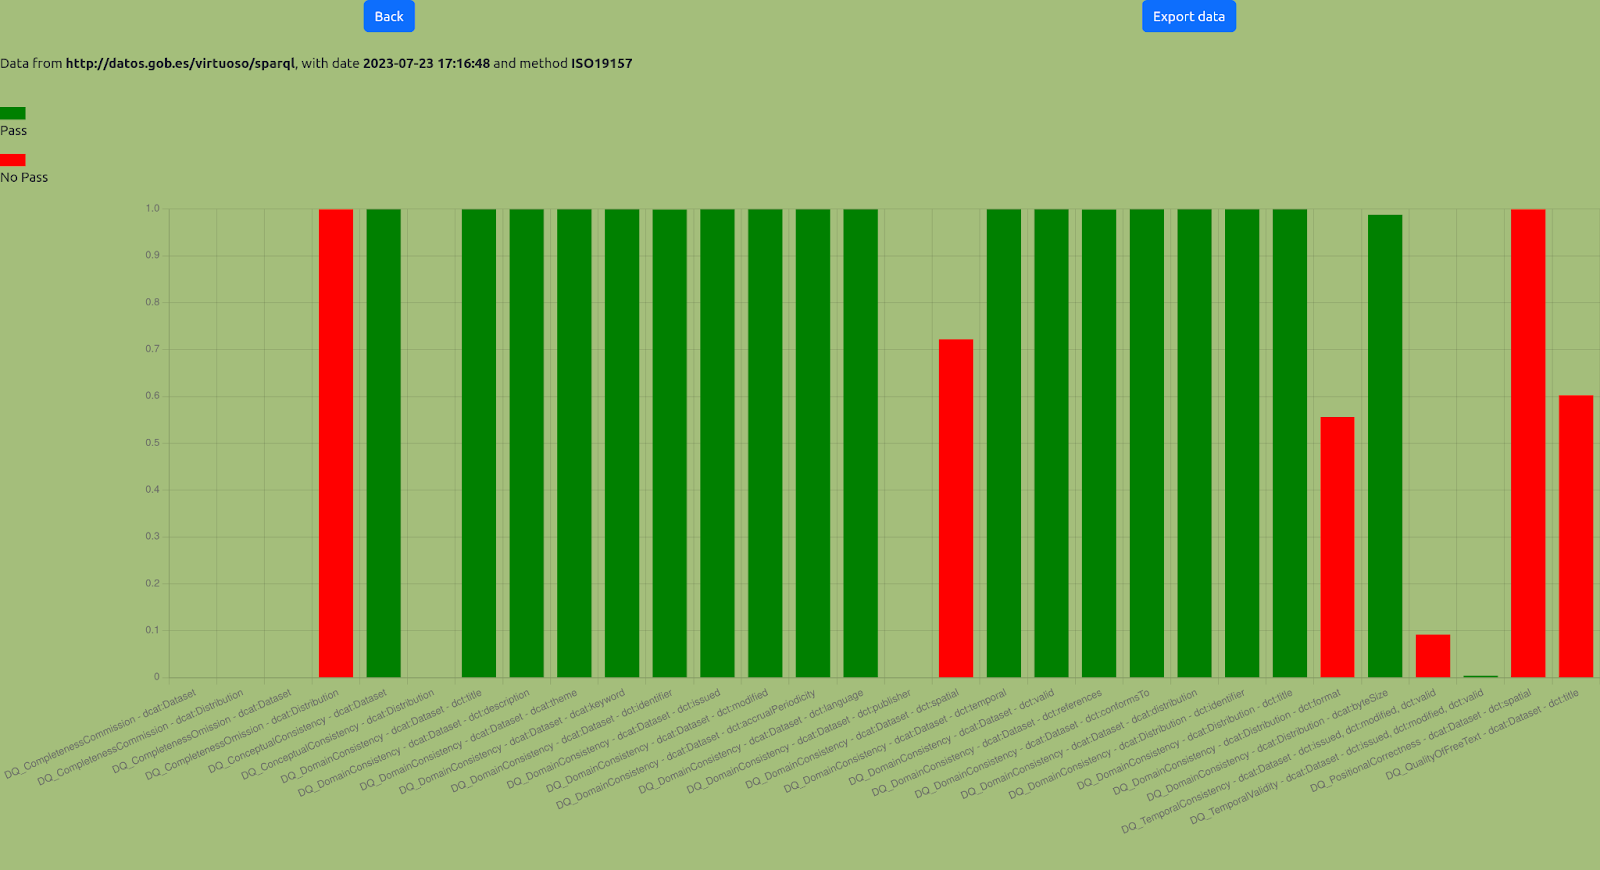 Back
Export data
Data from http://datos.gob.es/virtuoso/sparql, with date 2023-07-23 17:16:48 and method ISO19157
Pass
No Pass
1.0
0.9
0.8
0.7
0.6
0.5
0.4
0.3
0.2
0.1
0
DQ_CompletenessCommission - dcat:Dataset
DQ_CompletenessCommission - dcat:Distribution
DQ_CompletenessOmission - dcat:Dataset
DQ_CompletenessOmission - dcat:Distribution
DQ_ConceptualConsistency - dcat:Dataset
DQ_ConceptualConsistency - dcat:Distribution
DQ_DomainConsistency - dcat:Dataset - dct:title
DQ_DomainConsistency - dcat:Dataset - dct:description
DQ_DomainConsistency - dcat:Dataset - dcat:theme
DQ_DomainConsistency - dcat:Dataset - dcat:keyword
DQ_DomainConsistency - dcat:Dataset - dct:identifier
DQ_DomainConsistency - dcat:Dataset - dct:issued
DQ_DomainConsistency - dcat:Dataset - dct:modified
DQ_DomainConsistency - dcat:Dataset - dct:accrualPeriodicity
DQ_DomainConsistency - dcat:Dataset - dct:language
DQ_DomainConsistency - dcat:Dataset - dct:publisher
DQ_DomainConsistency - dcat:Dataset - dct:spatial
DQ_DomainConsistency - dcat:Dataset - dct:temporal
DQ_DomainConsistency - dcat:Dataset - dct:valid
DQ_DomainConsistency - dcat:Dataset - dct:references
DQ_DomainConsistency - dcat:Dataset - dct:conformsTo
DQ_DomainConsistency - dcat:Dataset - dcat:distribution
DQ_DomainConsistency - dcat:Distribution - dct:identifier
DQ_DomainConsistency - dcat:Distribution - dct:title
DQ_DomainConsistency - dcat:Distribution - dct:format
DQ_DomainConsistency - dcat:Distribution - dcat:byteSize
DQ_TemporalConsistency - dcat:Dataset - dct:issued, dct:modified, dct:valid
DQ_TemporalValidity - dcat:Dataset - dct:issued, dct:modified, dct:valid
DQ_PositionalCorrectness - dcat:Dataset - dct:spatial
DQ_QualityOfFreeText - dcat:Dataset - dct:title